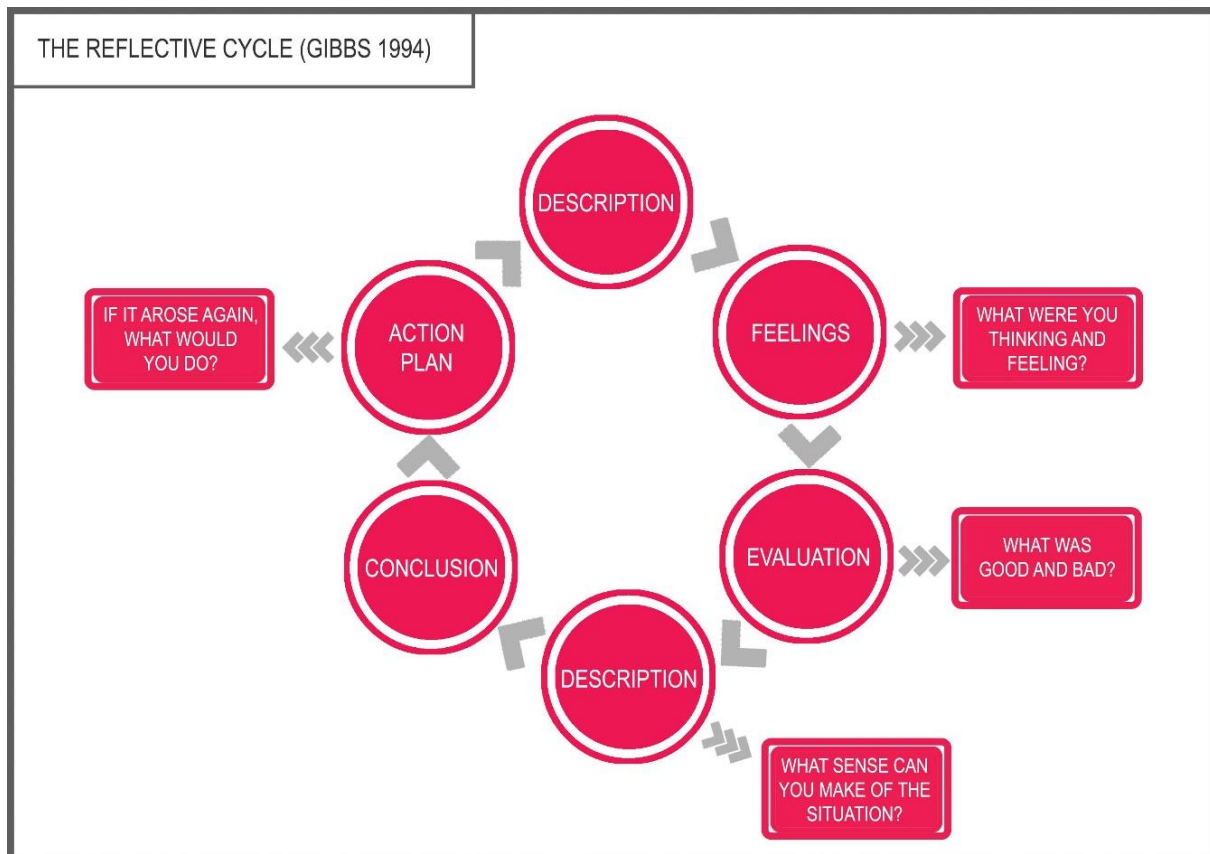 THE REFLECTIVE CYCLE (GIBBS 1994)
DESCRIPTION
FEELINGS
WHAT WERE YOU
THINKING AND
FEELING?
EVALUATION
WHAT WAS
GOOD AND BAD?
DESCRIPTION
WHAT SENSE CAN
YOU MAKE OF THE
SITUATION?
CONCLUSION
ACTION
PLAN
IF IT AROSE AGAIN,
WHAT WOULD
YOU DO?